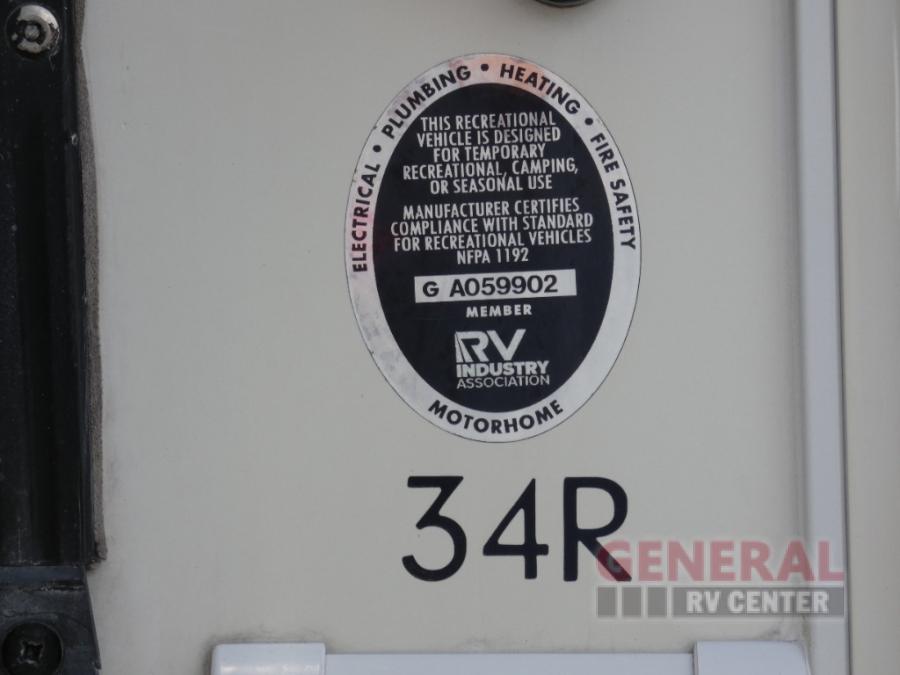 ELECTRICAL • PLUMBING • HEATING • FIRE SAFETY
THIS RECREATIONAL
VEHICLE IS DESIGNED
FOR TEMPORARY
RECREATIONAL, CAMPING,
OR SEASONAL USE
MANUFACTURER CERTIFIES
COMPLIANCE WITH STANDARD
FOR RECREATIONAL VEHICLES
NFPA 1192
G A059902
MEMBER
RV
INDUSTRY
ASSOCIATION
MOTORHOME
34R
GENERAL
RV CENTER